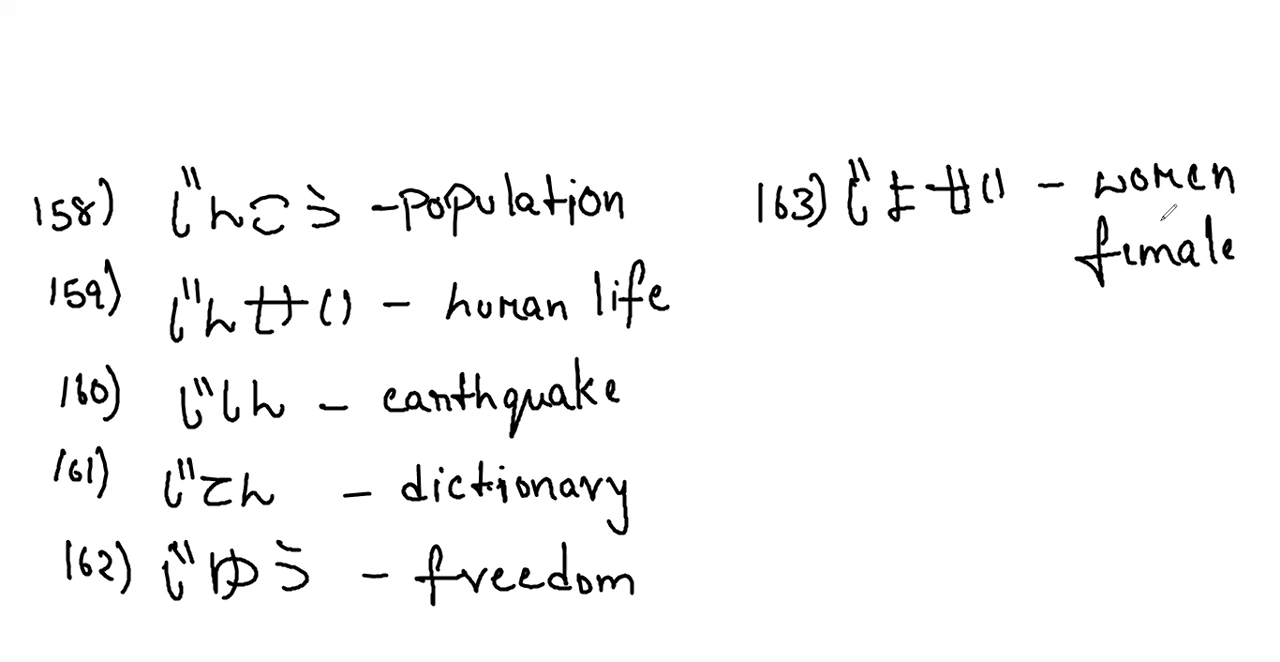 158) じんこう - population
159) じんせい - human life
160) じしん - earthquake
161) じてん - dictionary
162) じゆう - freedom
163) じょせい - women
female